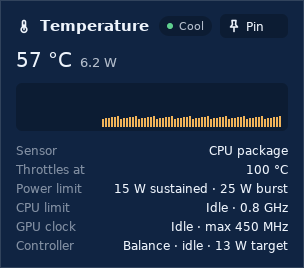 Temperature Cool Pin
57 °C 6.2 W
Sensor CPU package
Throttles at 100 °C
Power limit 15 W sustained · 25 W burst
CPU limit Idle · 0.8 GHz
GPU clock Idle · max 450 MHz
Controller Balance · idle · 13 W target